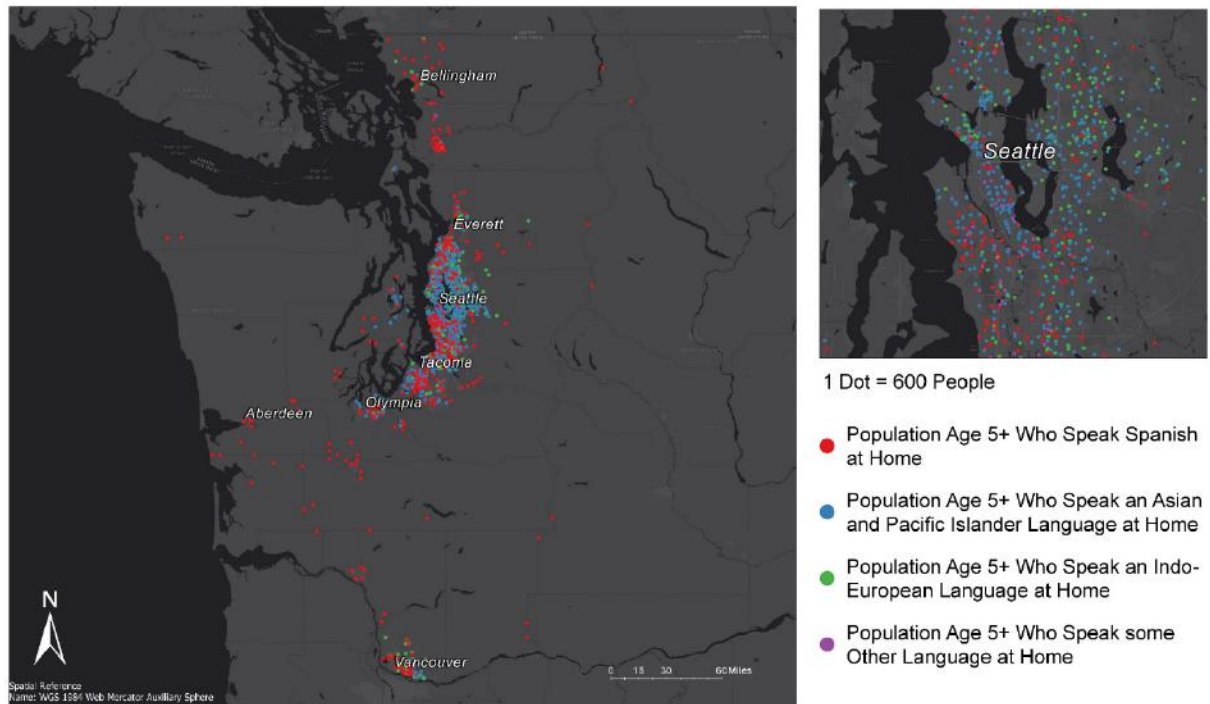 Bellingham
Everett
Seattle
Tacoma
Olympia
Aberdeen
Vancouver
N
0 15 30 60 Miles
Spatial Reference
Name: WGS 1984 Web Mercator Auxiliary Sphere
Seattle
1 Dot = 600 People
Population Age 5+ Who Speak Spanish
at Home
Population Age 5+ Who Speak an Asian
and Pacific Islander Language at Home
Population Age 5+ Who Speak an Indo-
European Language at Home
Population Age 5+ Who Speak some
Other Language at Home